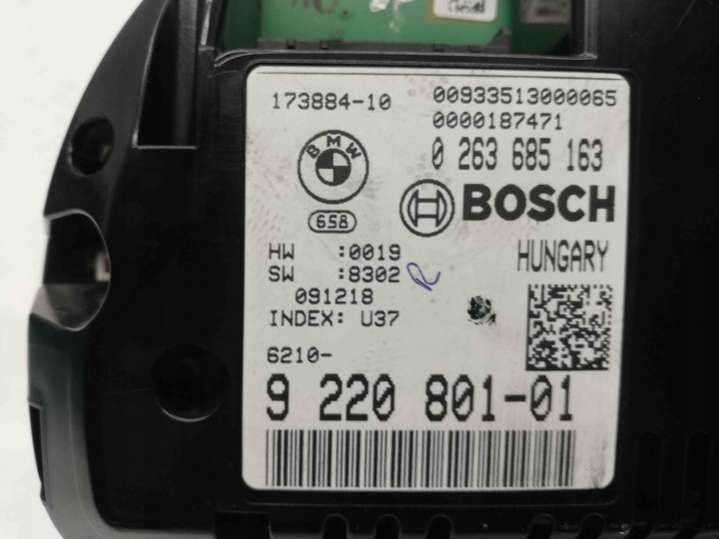 173884-10 00933513000065
0000187471
BMW 0 263 685 163
BOSCH
658
HW :0019 HUNGARY
SW :8302 R
091218
INDEX: U37
6210-
9 220 801-01